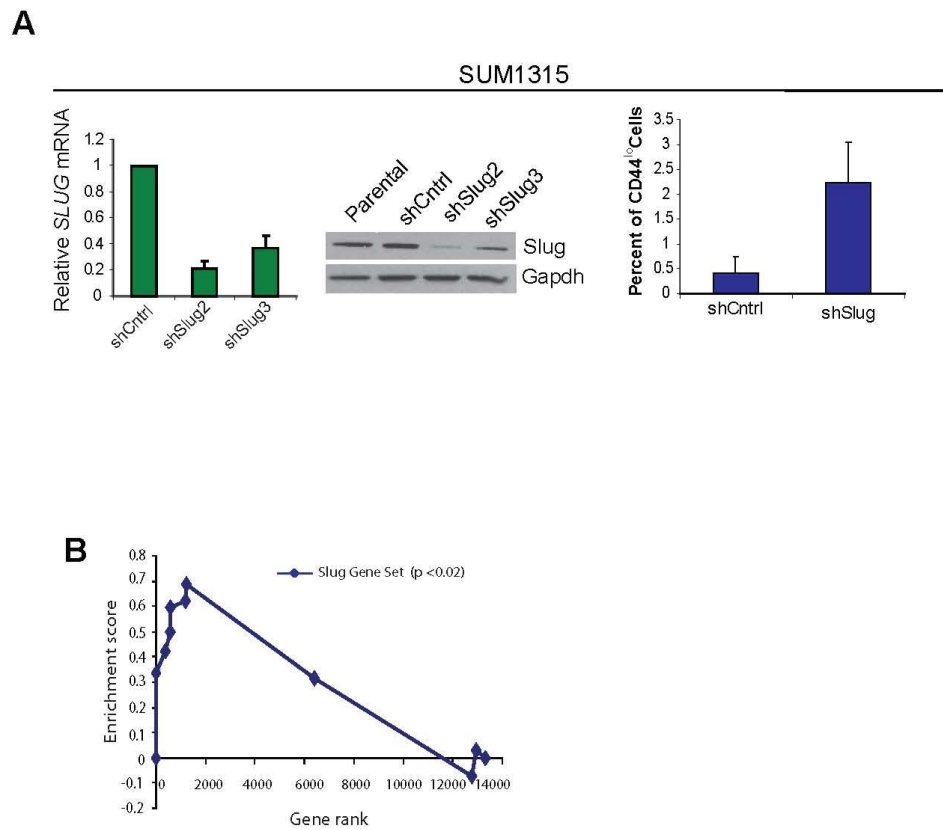 A
SUM1315
Relative SLUG mRNA
1.2
1
0.8
0.6
0.4
0.2
0
shCntrl
shSlug2
shSlug3
Parental
shCntrl
shSlug2
shSlug3
Slug
Gapdh
Percent of CD44loCells
3.5
3
2.5
2
1.5
1
0.5
0
shCntrl
shSlug
B
Enrichment score
0.8
0.7
0.6
0.5
0.4
0.3
0.2
0.1
0
-0.1
-0.2
Slug Gene Set (p <0.02)
0 2000 4000 6000 8000 10000 12000 14000
Gene rank